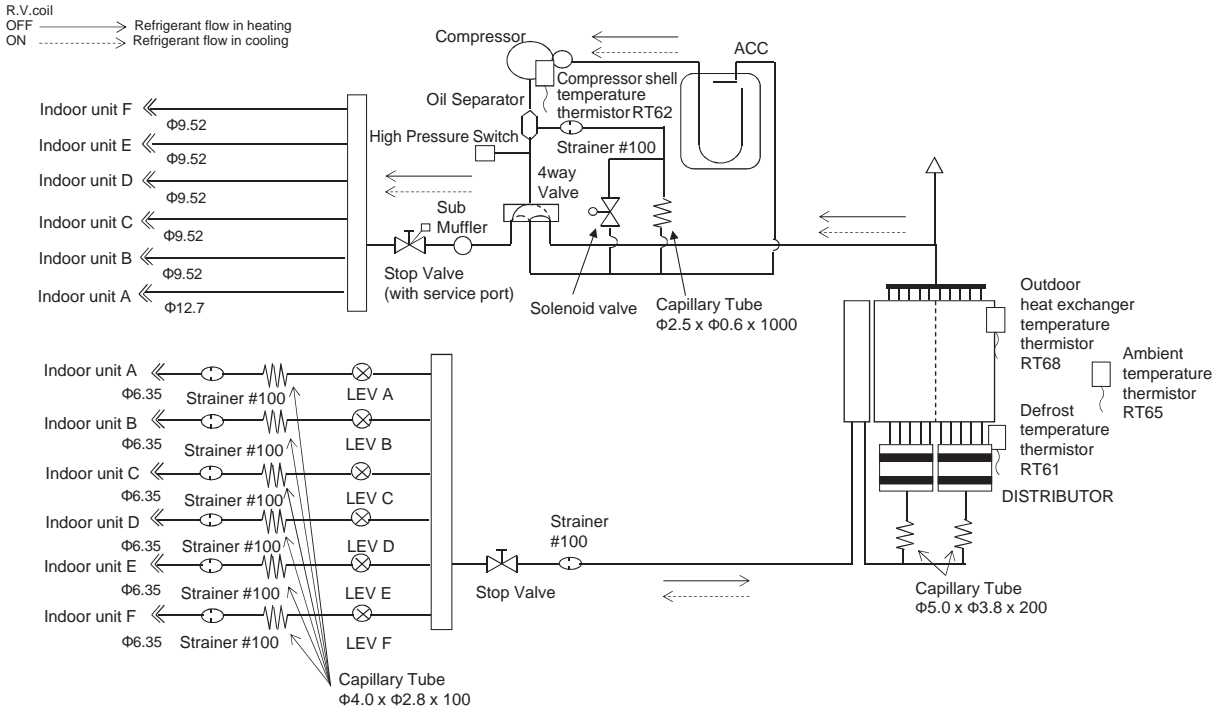 R.V.coil
OFF Refrigerant flow in heating
ON Refrigerant flow in cooling
Compressor
ACC
Compressor shell
temperature
thermistor RT62
Oil Separator
High Pressure Switch
Strainer #100
4way
Valve
Sub
Muffler
Stop Valve
(with service port)
Solenoid valve
Capillary Tube
Φ2.5 x Φ0.6 x 1000
Indoor unit F
Φ9.52
Indoor unit E
Φ9.52
Indoor unit D
Φ9.52
Indoor unit C
Φ9.52
Indoor unit B
Φ9.52
Indoor unit A
Φ12.7
Outdoor
heat exchanger
temperature
thermistor
RT68
Ambient
temperature
thermistor
RT65
Defrost
temperature
thermistor
RT61
DISTRIBUTOR
Capillary Tube
Φ5.0 x Φ3.8 x 200
Indoor unit A
Φ6.35
Strainer #100
LEV A
Indoor unit B
Φ6.35
Strainer #100
LEV B
Indoor unit C
Φ6.35
Strainer #100
LEV C
Indoor unit D
Φ6.35
Strainer #100
LEV D
Indoor unit E
Φ6.35
Strainer #100
LEV E
Indoor unit F
Φ6.35
Strainer #100
LEV F
Strainer
#100
Stop Valve
Capillary Tube
Φ4.0 x Φ2.8 x 100